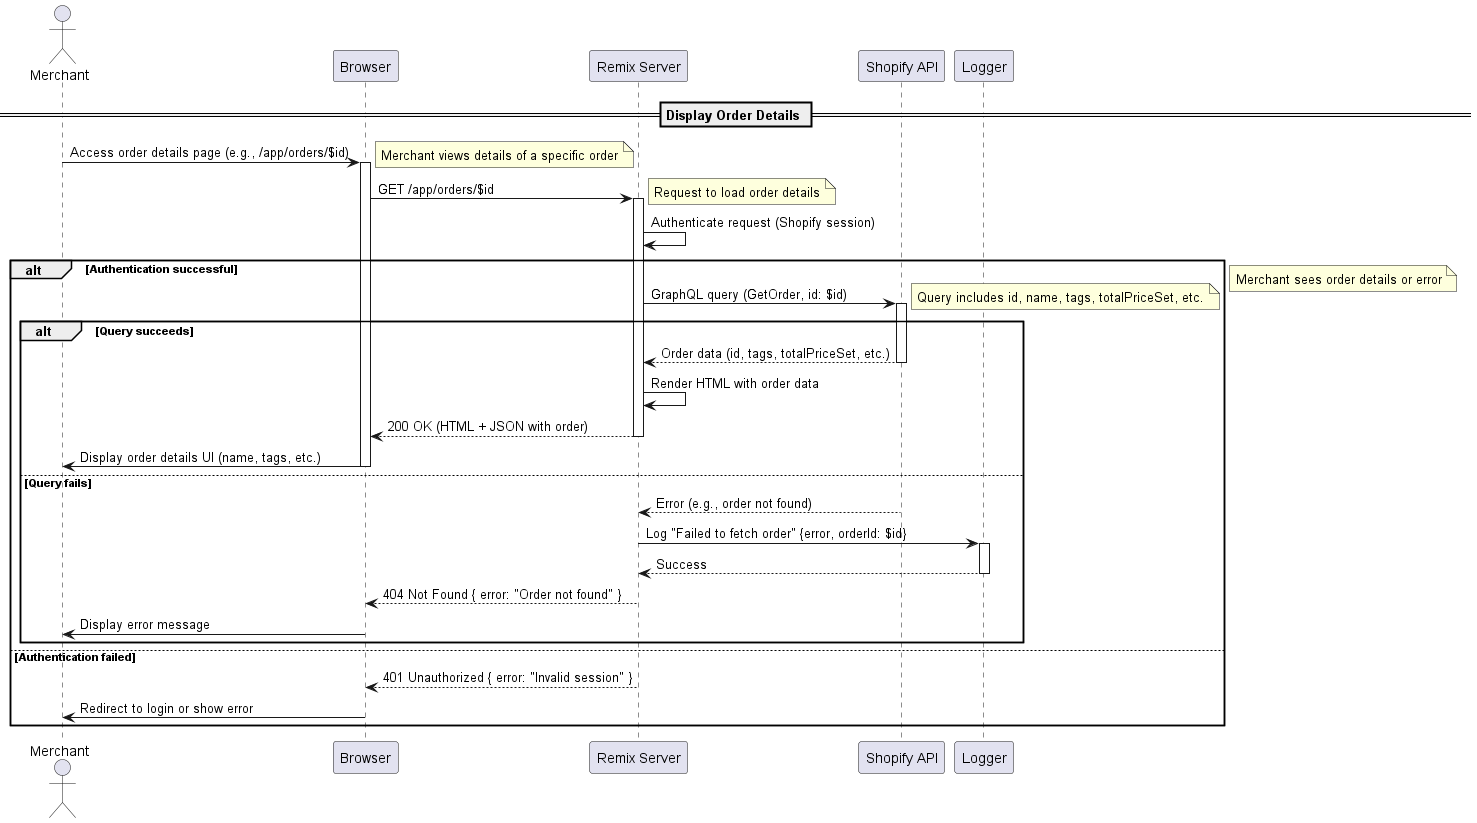 Merchant
Browser
Remix Server
Shopify API
Logger
Display Order Details
Access order details page (e.g., /app/orders/$id)
Merchant views details of a specific order
GET /app/orders/$id
Request to load order details
Authenticate request (Shopify session)
alt
[Authentication successful]
Merchant sees order details or error
GraphQL query (GetOrder, id: $id)
Query includes id, name, tags, totalPriceSet, etc.
alt
[Query succeeds]
Order data (id, tags, totalPriceSet, etc.)
Render HTML with order data
200 OK (HTML + JSON with order)
Display order details UI (name, tags, etc.)
[Query fails]
Error (e.g., order not found)
Log "Failed to fetch order" {error, orderId: $id}
Success
404 Not Found { error: "Order not found" }
Display error message
[Authentication failed]
401 Unauthorized { error: "Invalid session" }
Redirect to login or show error
Merchant
Browser
Remix Server
Shopify API
Logger